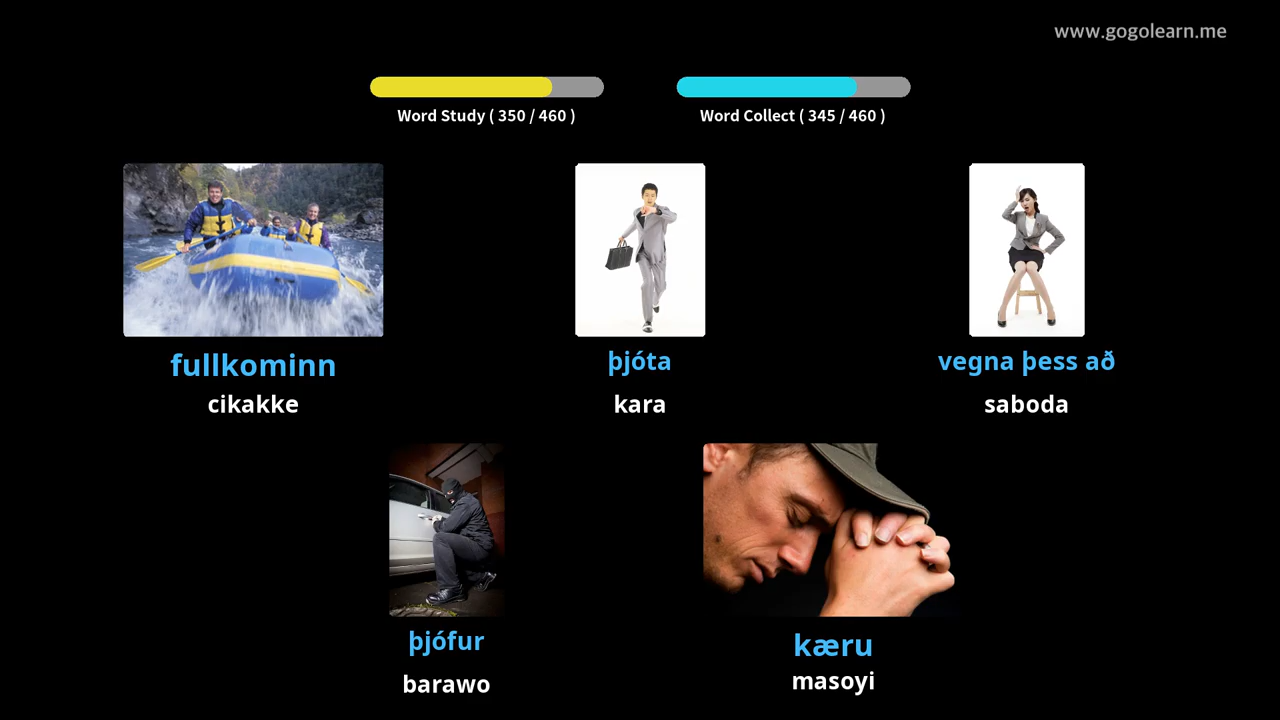 www.gogolearn.me
Word Study ( 350 / 460 )
Word Collect ( 345 / 460 )
fullkominn
cikakke
þjóta
kara
vegna þess að
saboda
þjófur
barawo
kæru
masoyi